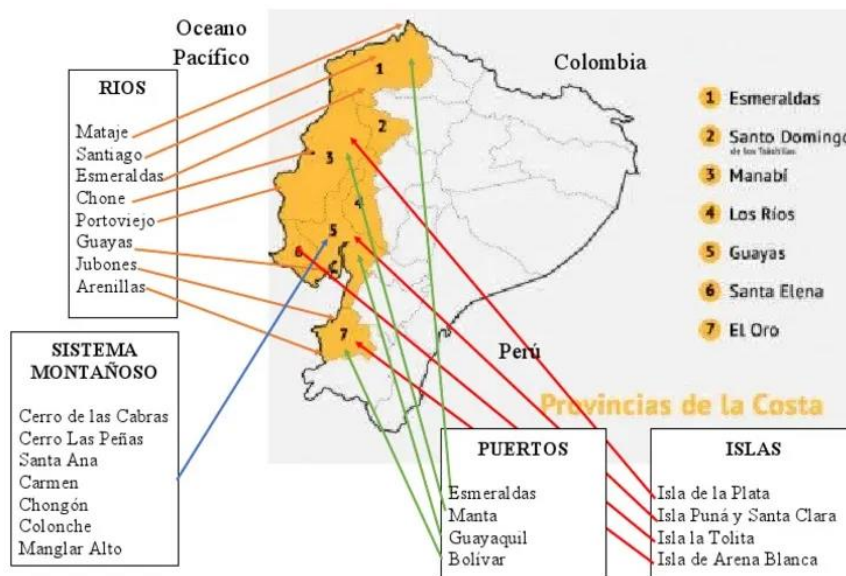 Oceano
Pacífico
Colombia
Perú
RIOS
Mataje
Santiago
Esmeraldas
Chone
Portoviejo
Guayas
Jubones
Arenillas
SISTEMA
MONTAÑOSO
Cerro de las Cabras
Cerro Las Peñas
Santa Ana
Carmen
Chongón
Colonche
Manglar Alto
1
2
3
4
5
6
7
1 Esmeraldas
2 Santo Domingo
de los Tsáchilas
3 Manabí
4 Los Ríos
5 Guayas
6 Santa Elena
7 El Oro
Provincias de la Costa
PUERTOS
Esmeraldas
Manta
Guayaquil
Bolívar
ISLAS
Isla de la Plata
Isla Puná y Santa Clara
Isla la Tolita
Isla de Arena Blanca